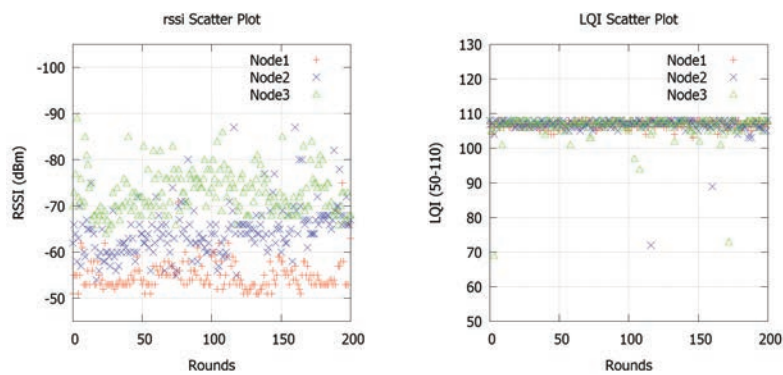 rssi Scatter Plot
-100
-90
-80
-70
-60
-50
RSSI (dBm)
Node1
Node2
Node3
0
50
100
150
200
Rounds
LQI Scatter Plot
130
120
110
100
90
80
70
60
50
LQI (50-110)
Node1
Node2
Node3
0
50
100
150
200
Rounds